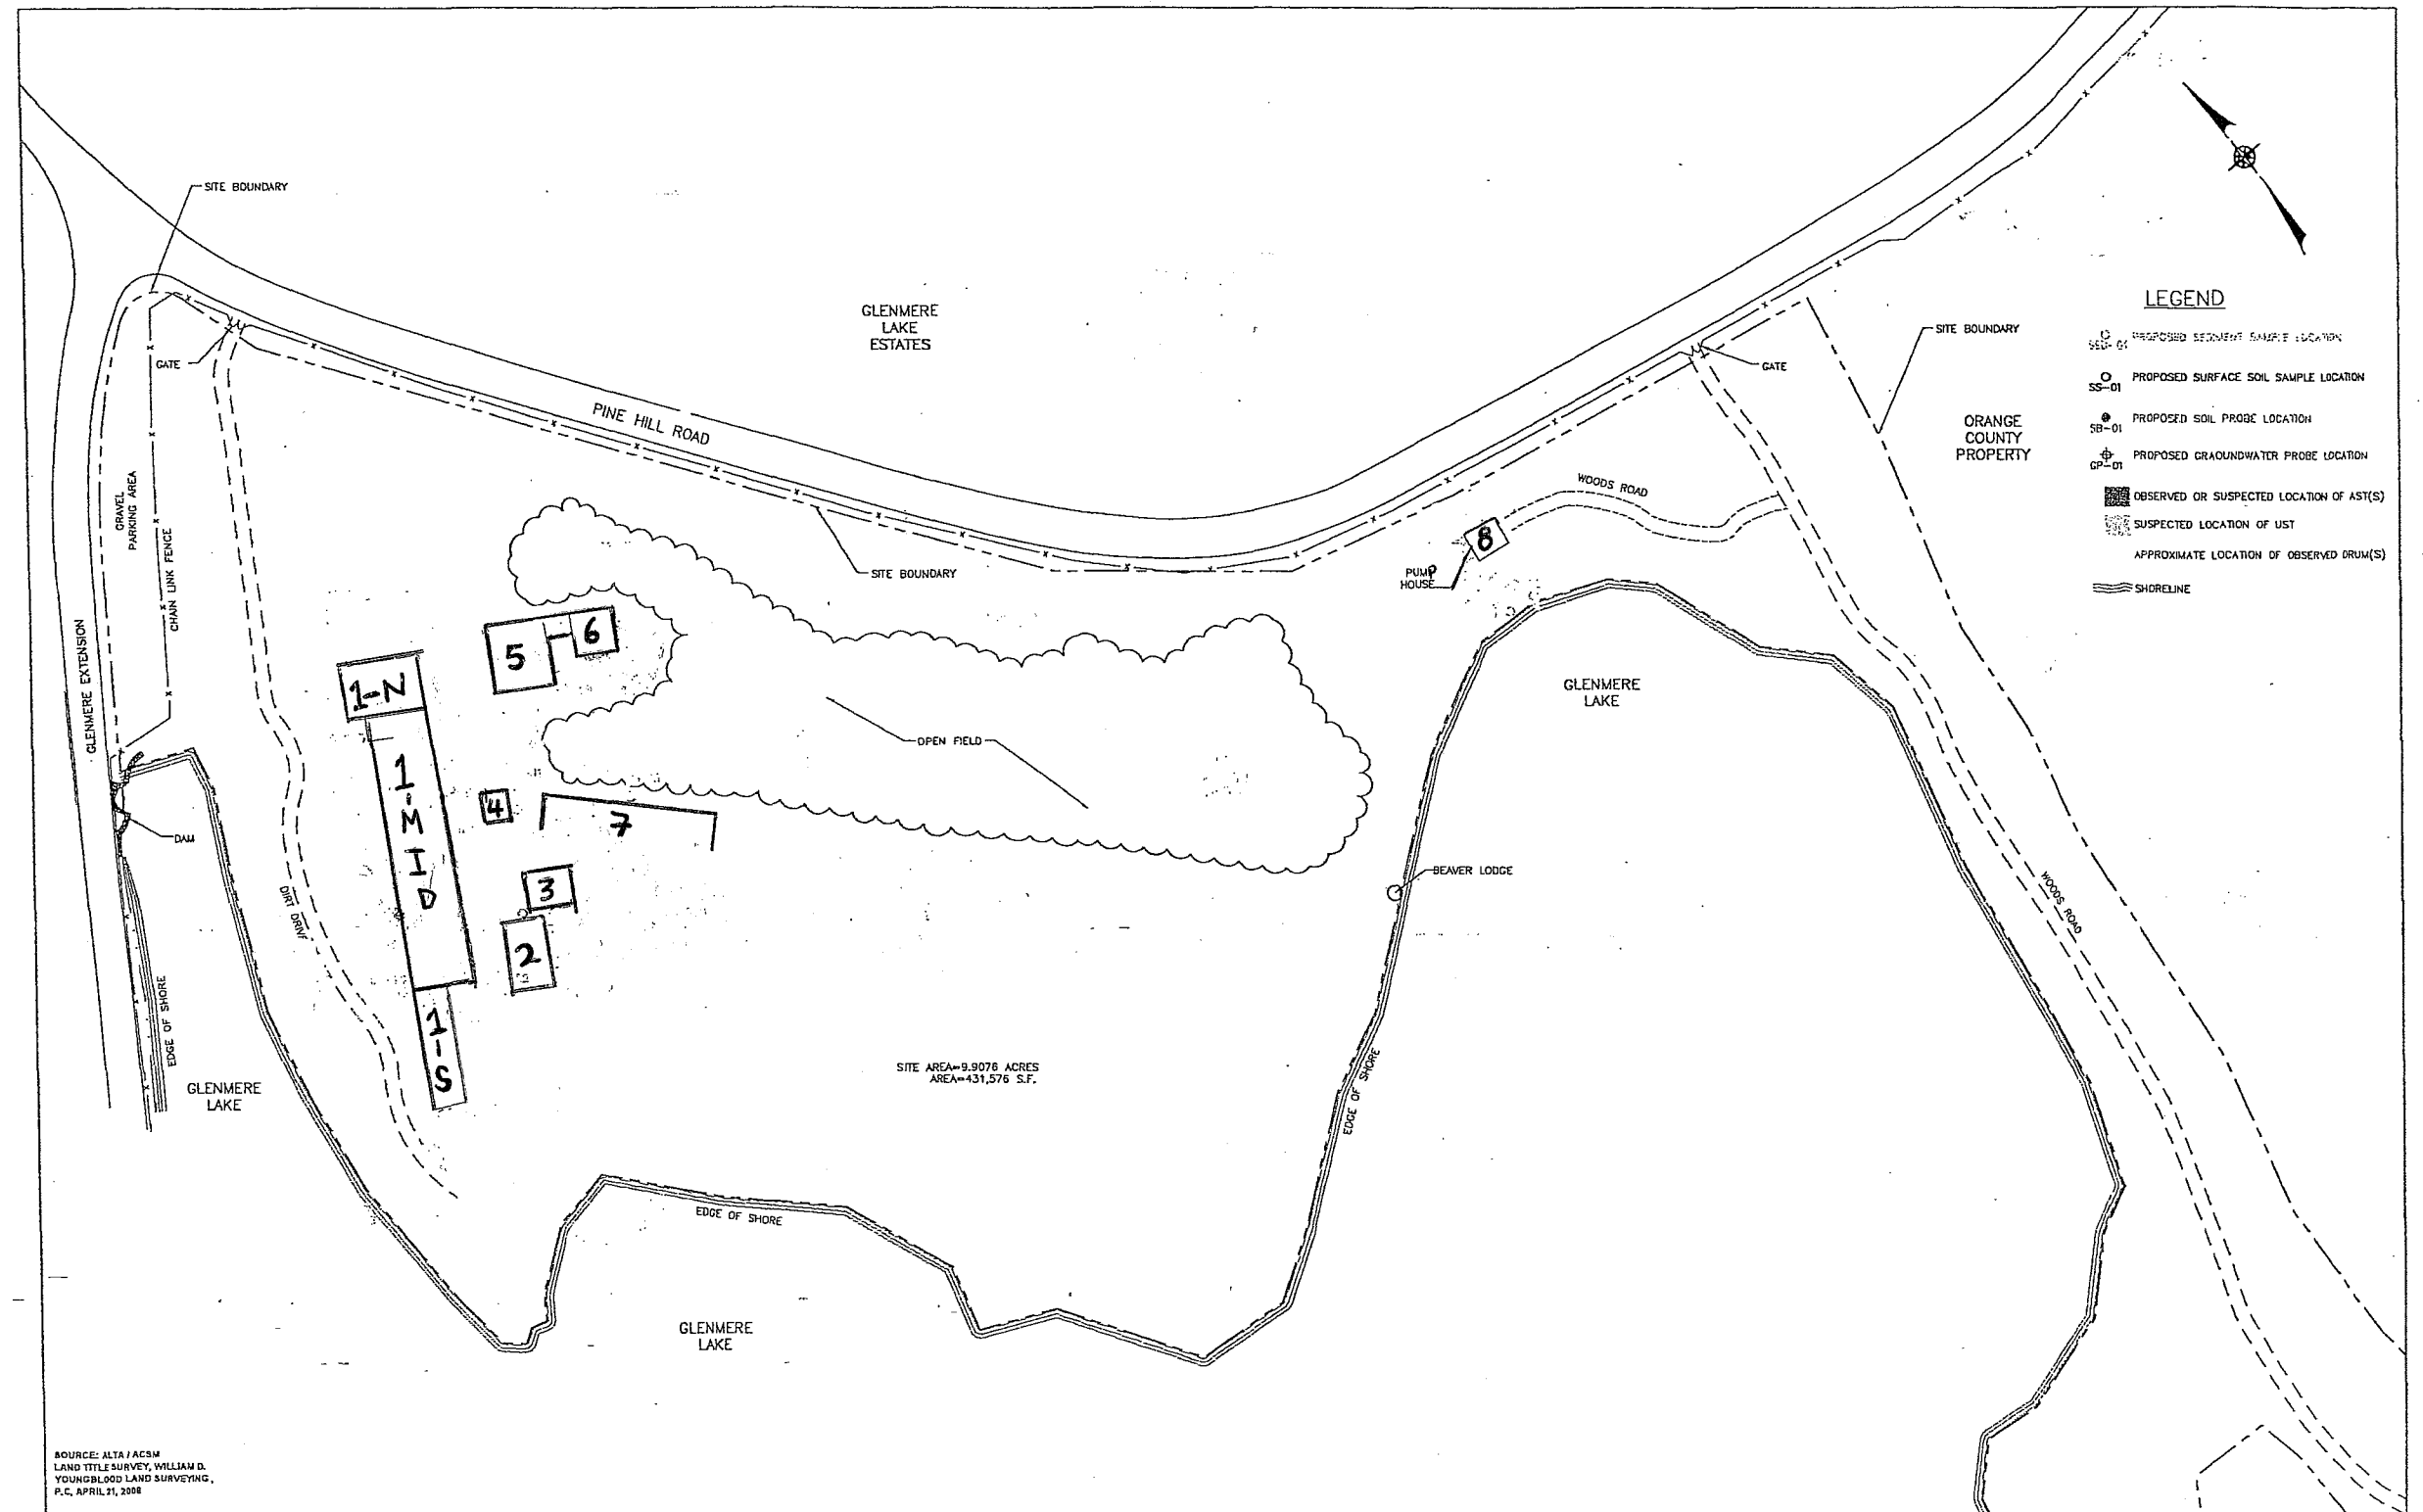 SITE BOUNDARY
GLENMERE
LAKE
ESTATES
LEGEND
SED-01 PROPOSED SEDIMENT SAMPLE LOCATION
SS-01 PROPOSED SURFACE SOIL SAMPLE LOCATION
SB-01 PROPOSED SOIL PROBE LOCATION
GP-01 PROPOSED GRAOUNDWATER PROBE LOCATION
OBSERVED OR SUSPECTED LOCATION OF AST(S)
SUSPECTED LOCATION OF UST
APPROXIMATE LOCATION OF OBSERVED DRUM(S)
SHORELINE
SITE BOUNDARY
GATE
GATE
ORANGE
COUNTY
PROPERTY
PINE HILL ROAD
GRAVEL
PARKING AREA
CHAIN LINK FENCE
WOODS ROAD
8
PUMP
HOUSE
SITE BOUNDARY
GLENMERE EXTENSION
5
6
1-N
GLENMERE
LAKE
OPEN FIELD
1-MID
4
7
DAM
3
BEAVER LODGE
DIRT DRIVE
2
WOODS ROAD
EDGE OF SHORE
1-S
SITE AREA=9.9076 ACRES
AREA=431,576 S.F.
GLENMERE
LAKE
EDGE OF SHORE
EDGE OF SHORE
GLENMERE
LAKE
SOURCE: ALTA / ACSM
LAND TITLE SURVEY, WILLIAM D.
YOUNGBLOOD LAND SURVEYING,
P.C, APRIL 21, 2008